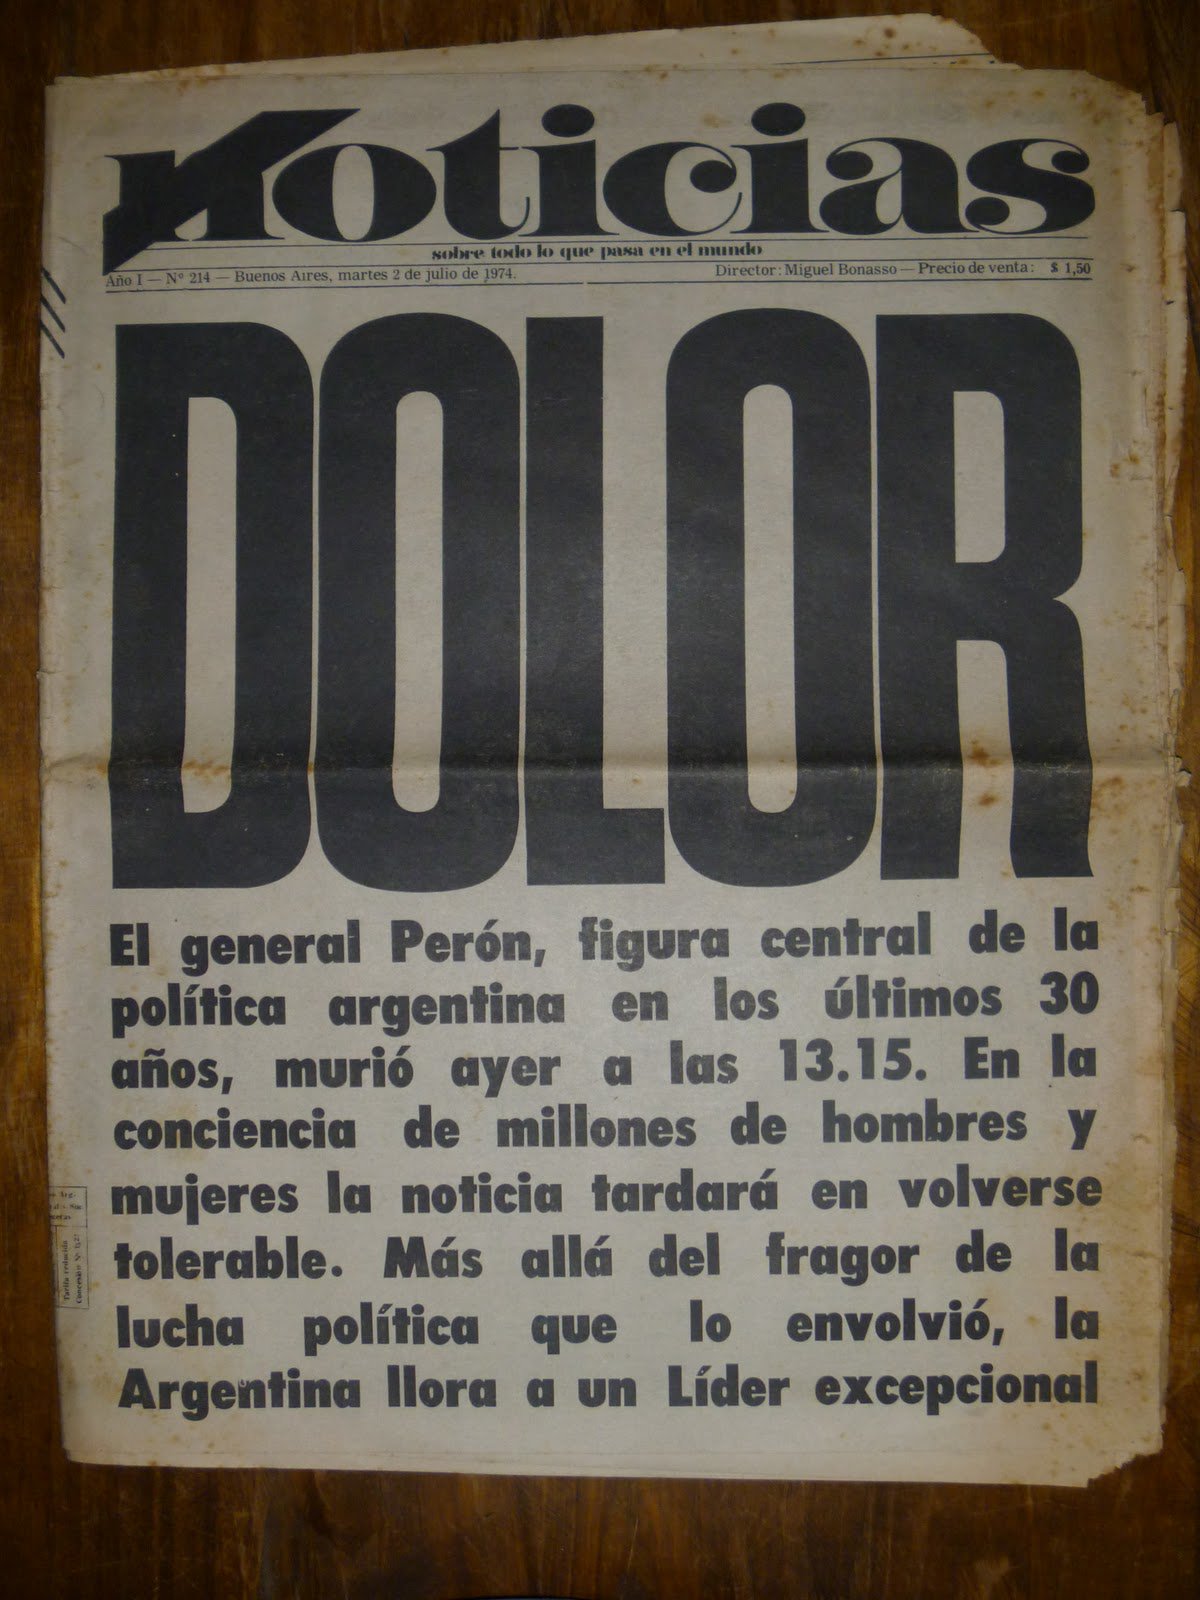 Noticias
sobre todo lo que pasa en el mundo
Año I — Nº 214 — Buenos Aires, martes 2 de julio de 1974. Director: Miguel Bonasso — Precio de venta: $ 1,50
DOLOR
El general Perón, figura central de la
política argentina en los últimos 30
años, murió ayer a las 13.15. En la
conciencia de millones de hombres y
mujeres la noticia tardará en volverse
tolerable. Más allá del fragor de la
lucha política que lo envolvió, la
Argentina llora a un Líder excepcional
Tarifa reducida